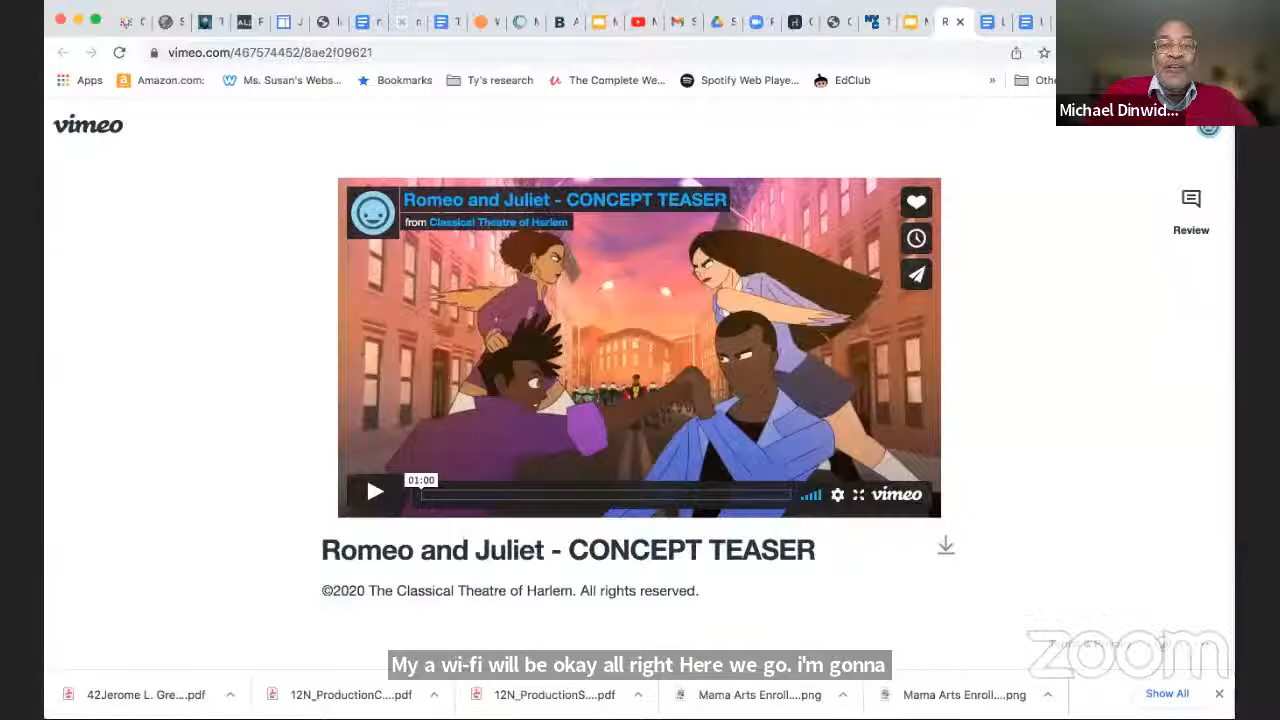 R
vimeo.com/467574452/8ae2f09621
Apps
Amazon.com:
Ms. Susan's Webs...
Bookmarks
Ty's research
The Complete We...
Spotify Web Playe...
EdClub
»
Michael Dinwid...
vimeo
Romeo and Juliet - CONCEPT TEASER
from Classical Theatre of Harlem
Review
01:00
vimeo
Romeo and Juliet - CONCEPT TEASER
©2020 The Classical Theatre of Harlem. All rights reserved.
zoom
My a wi-fi will be okay all right Here we go. i'm gonna
42Jerome L. Gre....pdf
12N_ProductionC....pdf
12N_ProductionS....pdf
Mama Arts Enroll....png
Mama Arts Enroll....png
Show All